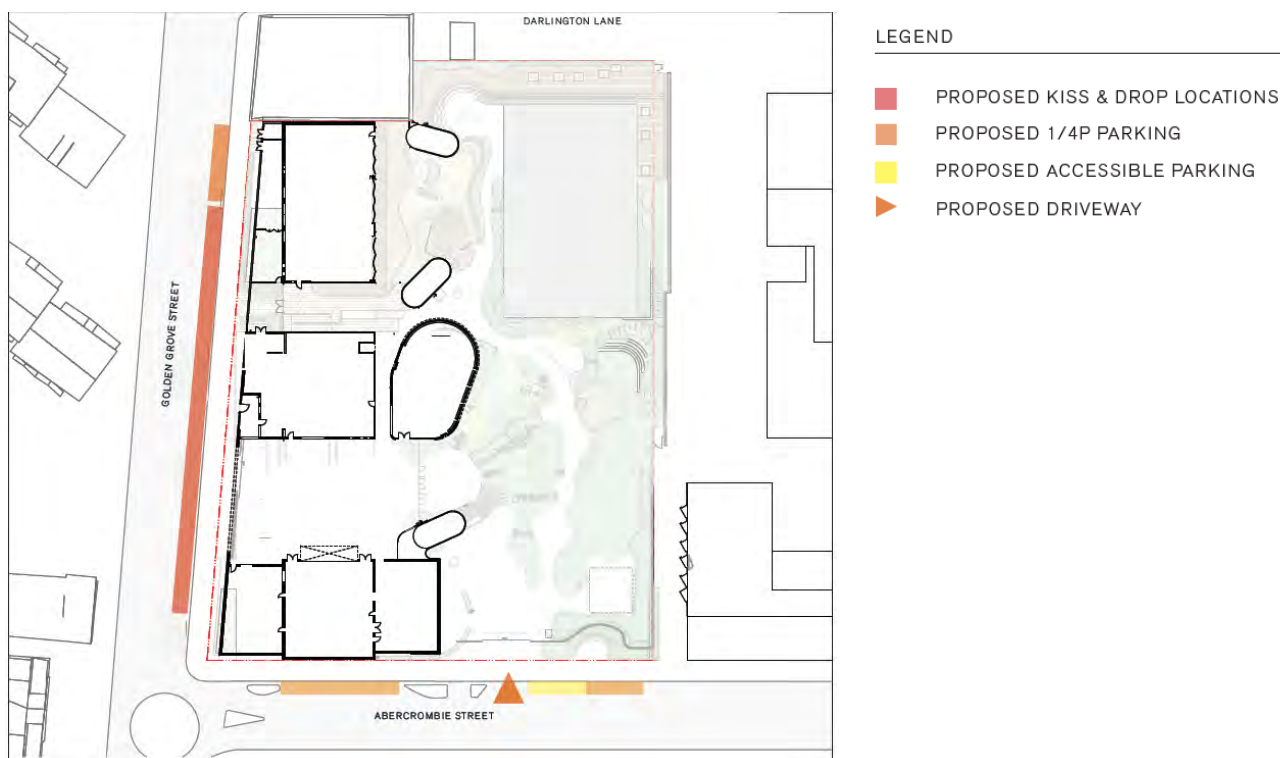 DARLINGTON LANE
LEGEND
PROPOSED KISS & DROP LOCATIONS
PROPOSED 1/4P PARKING
PROPOSED ACCESSIBLE PARKING
PROPOSED DRIVEWAY
GOLDEN GROVE STREET
ABERCROMBIE STREET